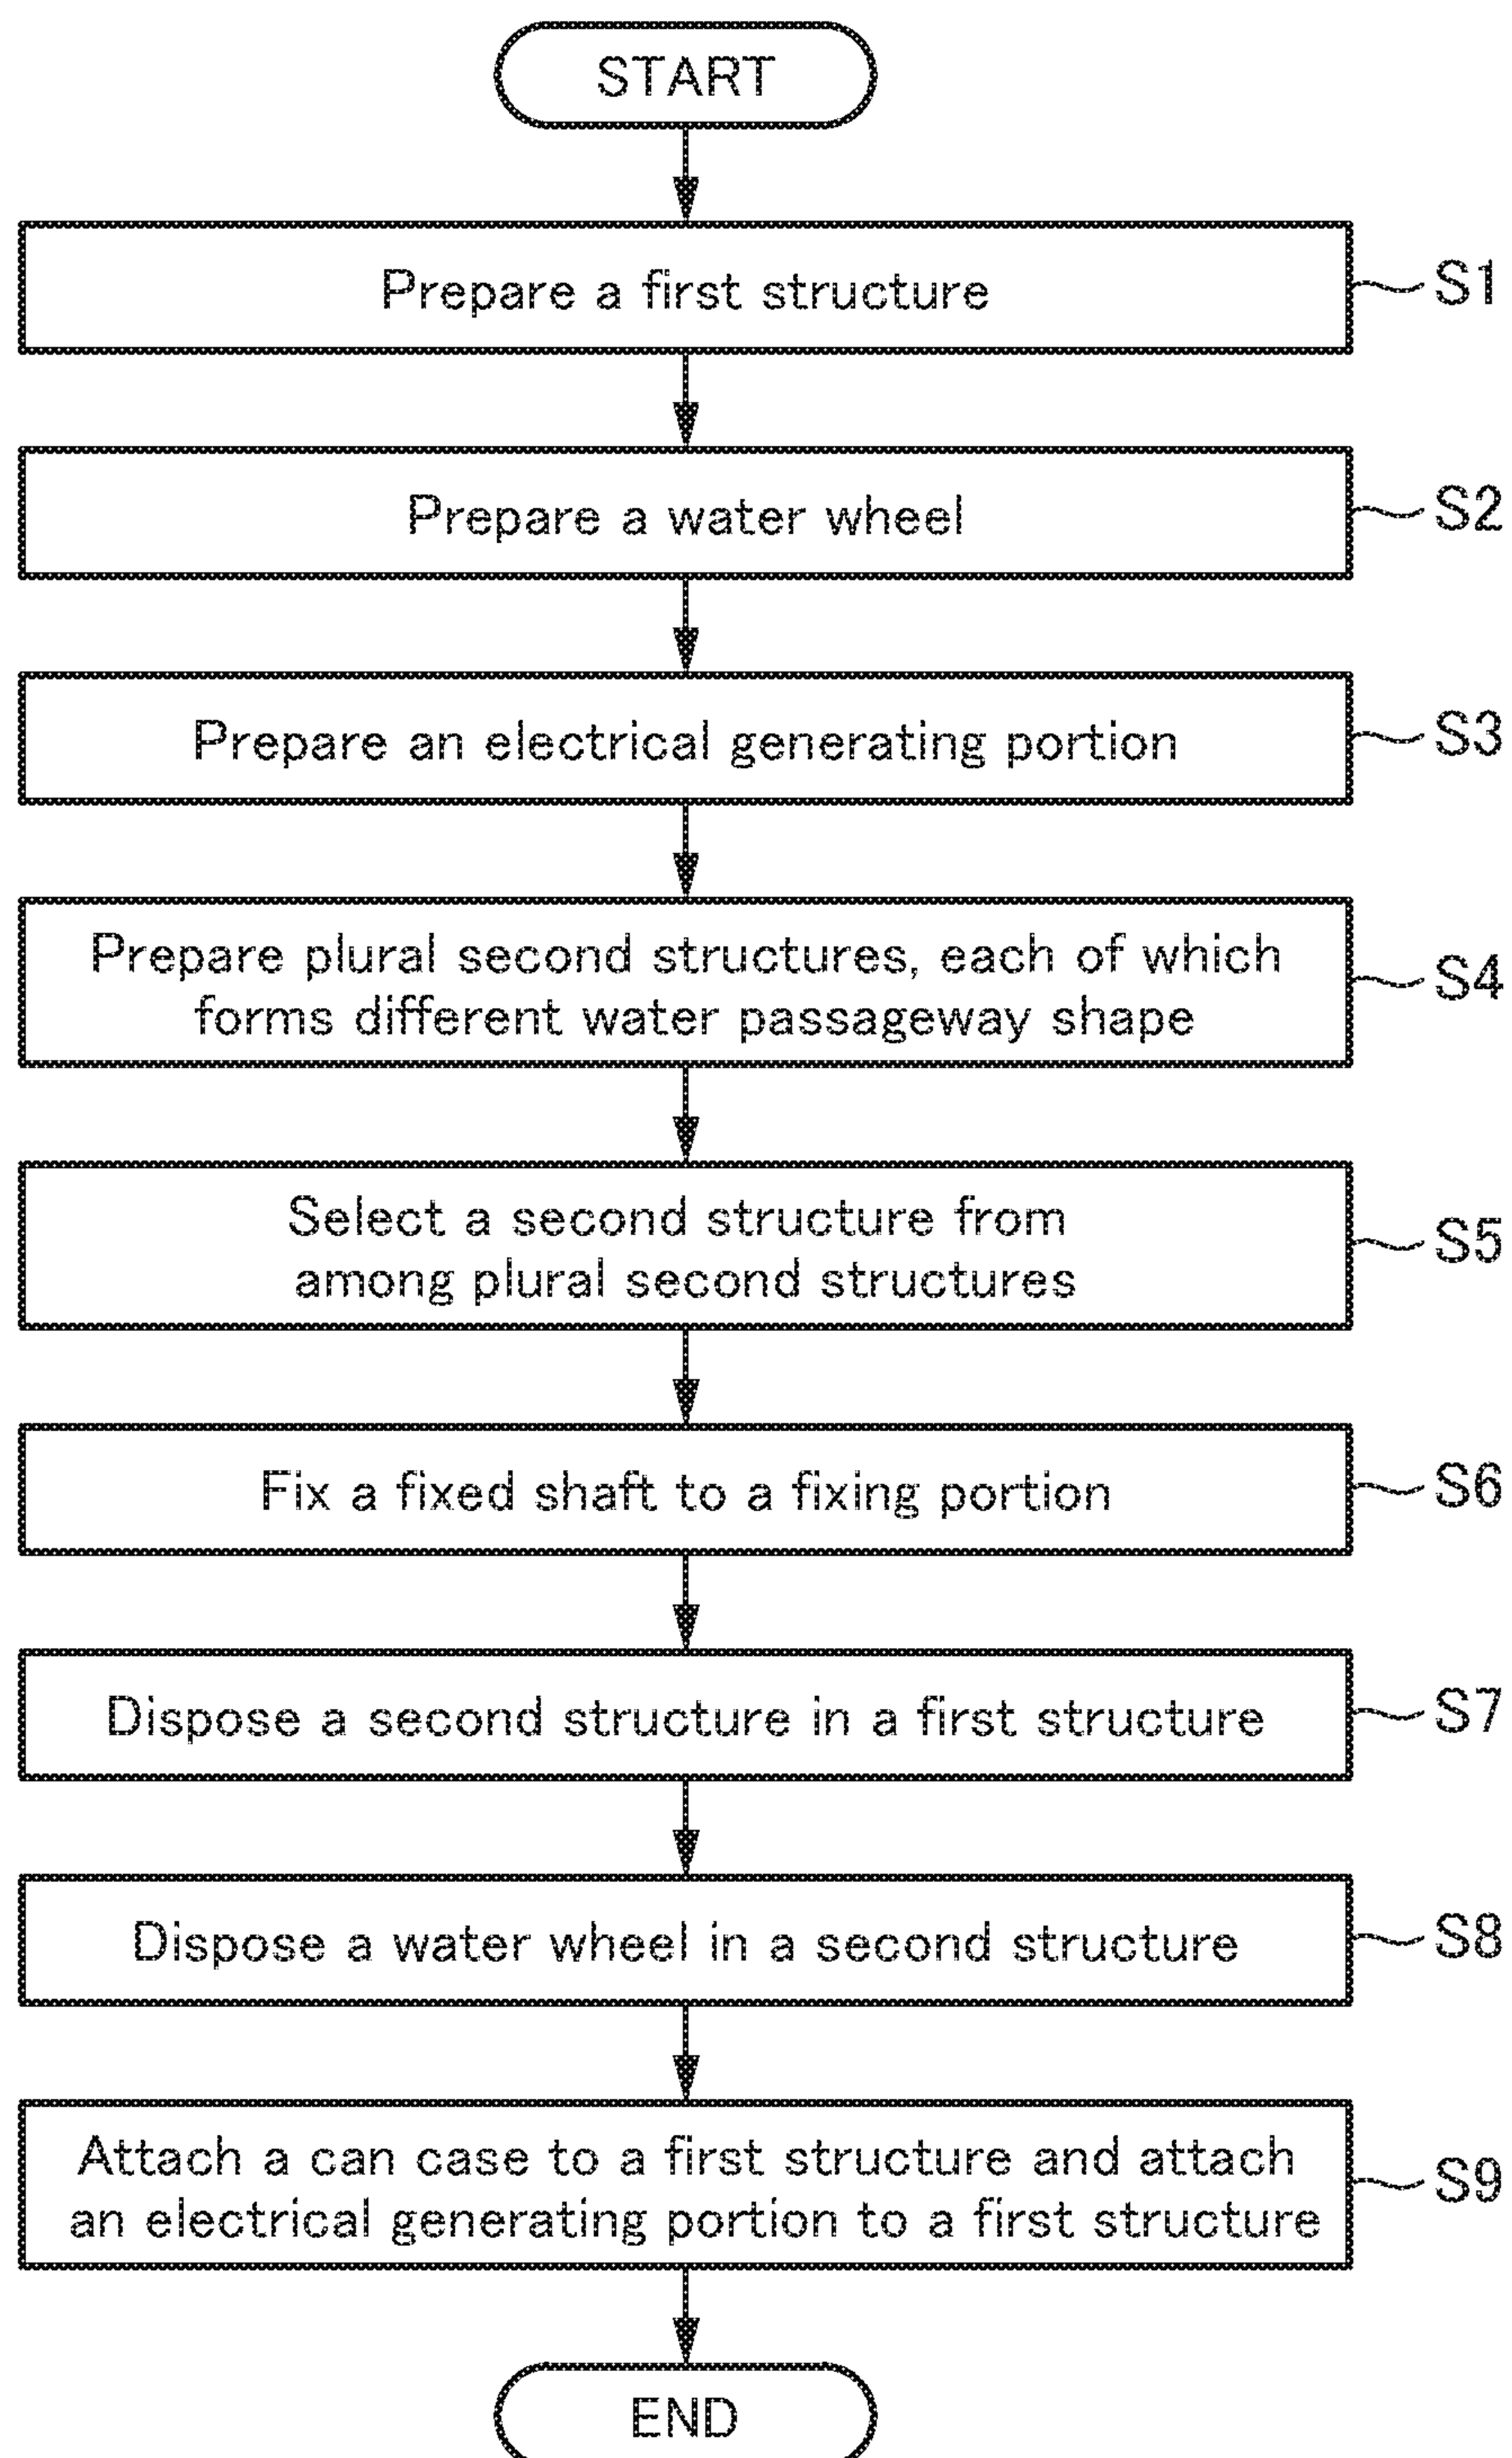 START
Prepare a first structure
S1
Prepare a water wheel
S2
Prepare an electrical generating portion
S3
Prepare plural second structures, each of which
forms different water passageway shape
S4
Select a second structure from
among plural second structures
S5
Fix a fixed shaft to a fixing portion
S6
Dispose a second structure in a first structure
S7
Dispose a water wheel in a second structure
S8
Attach a can case to a first structure and attach
an electrical generating portion to a first structure
S9
END